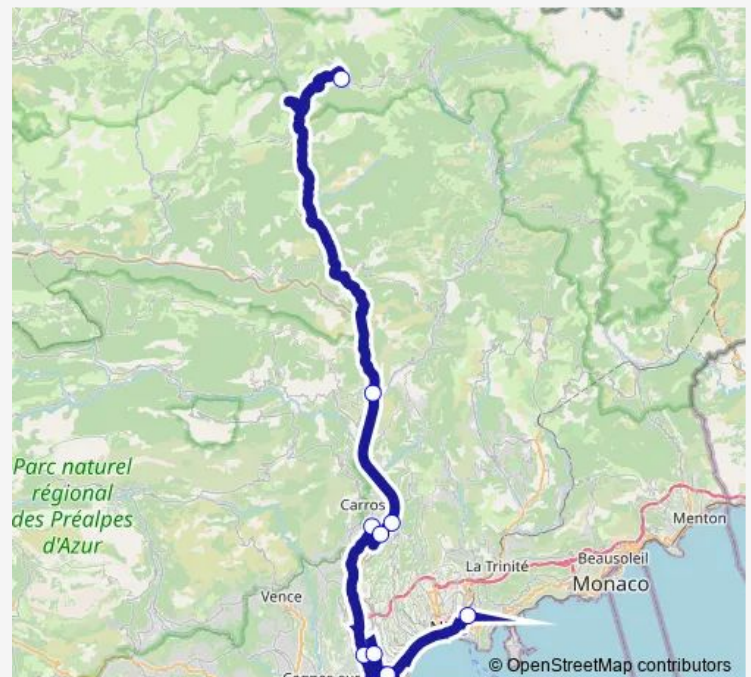 Carros
Parc naturel
régional
des Préalpes
d'Azur
Menton
La Trinité
Beausoleil
Monaco
Vence
© OpenStreetMap contributors